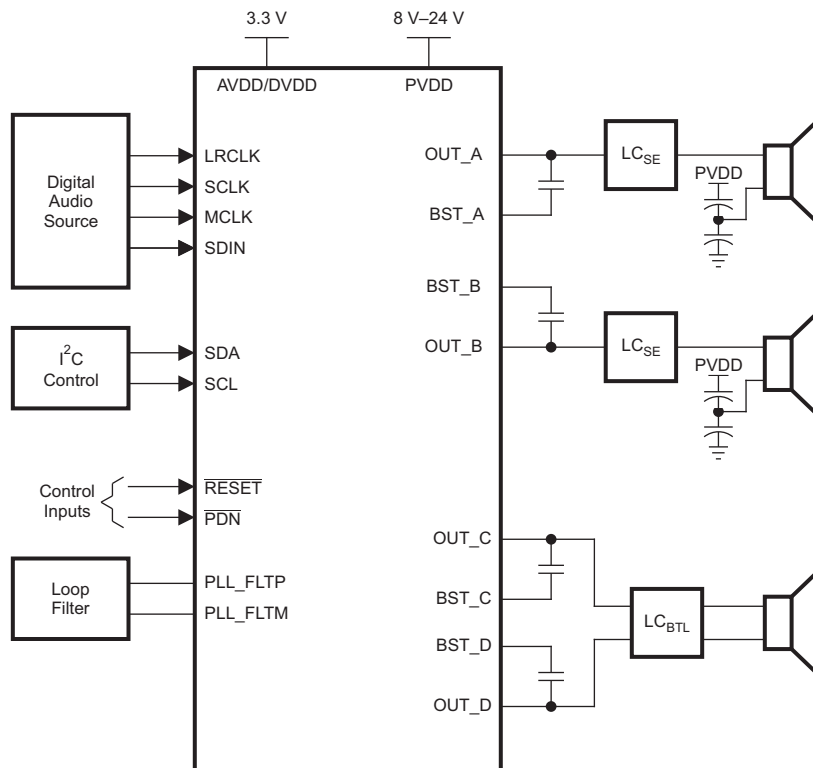 3.3 V
8 V–24 V
AVDD/DVDD
PVDD
Digital
Audio
Source
LRCLK
SCLK
MCLK
SDIN
I²C
Control
SDA
SCL
Control
Inputs
RESET
PDN
Loop
Filter
PLL_FLTP
PLL_FLTM
OUT_A
BST_A
BST_B
OUT_B
OUT_C
BST_C
BST_D
OUT_D
LCSE
PVDD
LCSE
PVDD
LCBTL